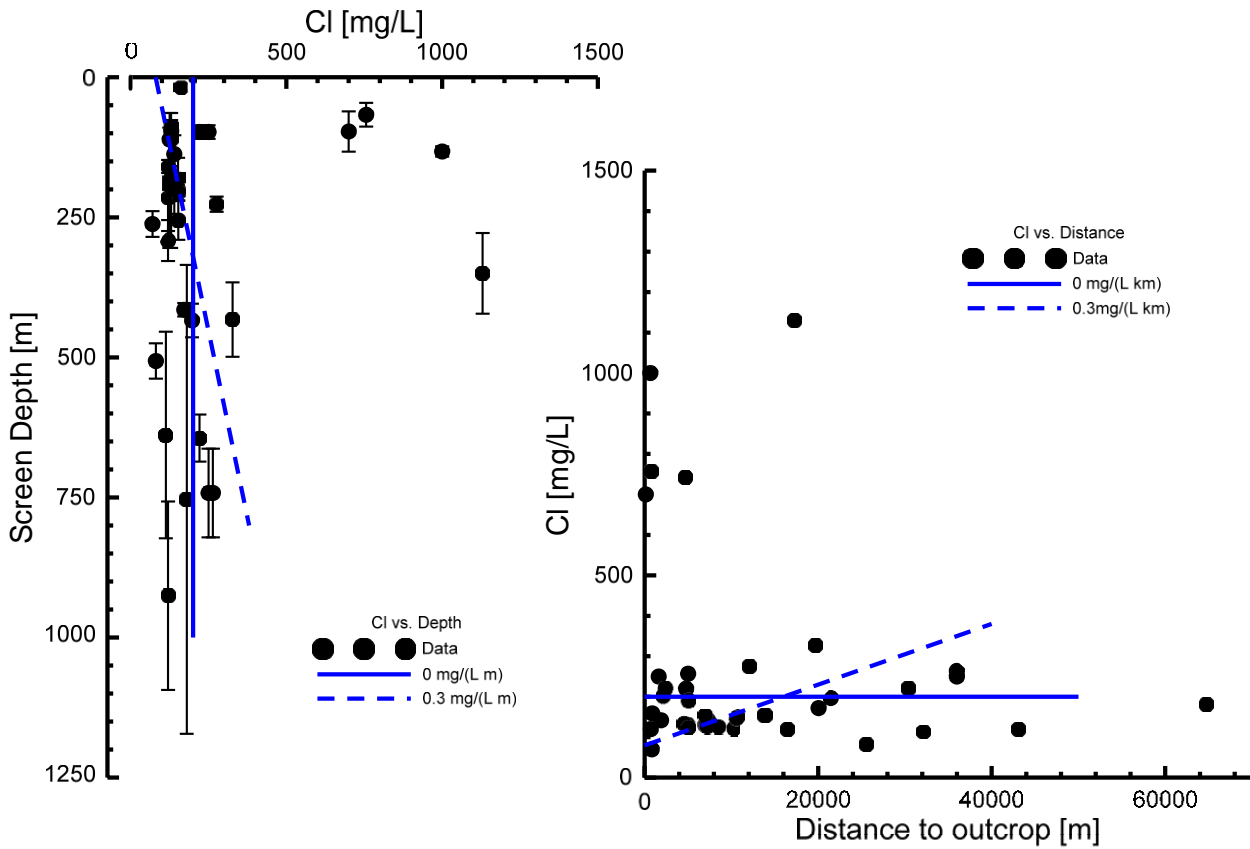 Cl [mg/L]
0 500 1000 1500
0
250
500
750
1000
1250
Screen Depth [m]
Cl vs. Depth
Data
0 mg/(L m)
0.3 mg/(L m)
1500
1000
500
0
Cl [mg/L]
Cl vs. Distance
Data
0 mg/(L km)
0.3mg/(L km)
0 20000 40000 60000
Distance to outcrop [m]